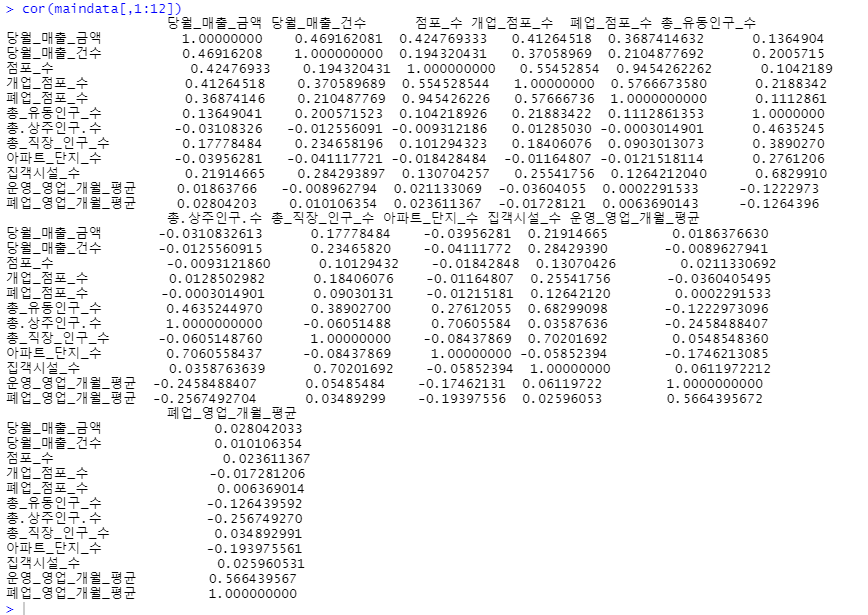 > cor(maindata[,1:12])
당월_매출_금액 당월_매출_건수 점포_수 개업_점포_수 폐업_점포_수 총_유동인구_수
당월_매출_금액 1.00000000 0.469162081 0.424769333 0.41264518 0.3687414632 0.1364904
당월_매출_건수 0.46916208 1.000000000 0.194320431 0.37058969 0.2104877692 0.2005715
점포_수 0.42476933 0.194320431 1.000000000 0.55452854 0.9454262262 0.1042189
개업_점포_수 0.41264518 0.370589689 0.554528544 1.00000000 0.5766673580 0.2188342
폐업_점포_수 0.36874146 0.210487769 0.945426226 0.57666736 1.0000000000 0.1112861
총_유동인구_수 0.13649041 0.200571523 0.104218926 0.21883422 0.1112861353 1.0000000
총.상주인구.수 -0.03108326 -0.012556091 -0.009312186 0.01285030 -0.0003014901 0.4635245
총_직장_인구_수 0.17778484 0.234658196 0.101294323 0.18406076 0.0903013073 0.3890270
아파트_단지_수 -0.03956281 -0.041117721 -0.018428484 -0.01164807 -0.0121518114 0.2761206
집객시설_수 0.21914665 0.284293897 0.130704257 0.25541756 0.1264212040 0.6829910
운영_영업_개월_평균 0.01863766 -0.008962794 0.021133069 -0.03604055 0.0002291533 -0.1222973
폐업_영업_개월_평균 0.02804203 0.010106354 0.023611367 -0.01728121 0.0063690143 -0.1264396
총.상주인구.수 총_직장_인구_수 아파트_단지_수 집객시설_수 운영_영업_개월_평균
당월_매출_금액 -0.0310832613 0.17778484 -0.03956281 0.21914665 0.0186376630
당월_매출_건수 -0.0125560915 0.23465820 -0.04111772 0.28429390 -0.0089627941
점포_수 -0.0093121860 0.10129432 -0.01842848 0.13070426 0.0211330692
개업_점포_수 0.0128502982 0.18406076 -0.01164807 0.25541756 -0.0360405495
폐업_점포_수 -0.0003014901 0.09030131 -0.01215181 0.12642120 0.0002291533
총_유동인구_수 0.4635244970 0.38902700 0.27612055 0.68299098 -0.1222973096
총.상주인구.수 1.0000000000 -0.06051488 0.70605584 0.03587636 -0.2458488407
총_직장_인구_수 -0.0605148760 1.00000000 -0.08437869 0.70201692 0.0548548360
아파트_단지_수 0.7060558437 -0.08437869 1.00000000 -0.05852394 -0.1746213085
집객시설_수 0.0358763639 0.70201692 -0.05852394 1.00000000 0.0611972212
운영_영업_개월_평균 -0.2458488407 0.05485484 -0.17462131 0.06119722 1.0000000000
폐업_영업_개월_평균 -0.2567492704 0.03489299 -0.19397556 0.02596053 0.5664395672
폐업_영업_개월_평균
당월_매출_금액 0.028042033
당월_매출_건수 0.010106354
점포_수 0.023611367
개업_점포_수 -0.017281206
폐업_점포_수 0.006369014
총_유동인구_수 -0.126439592
총.상주인구.수 -0.256749270
총_직장_인구_수 0.034892991
아파트_단지_수 -0.193975561
집객시설_수 0.025960531
운영_영업_개월_평균 0.566439567
폐업_영업_개월_평균 1.000000000
>